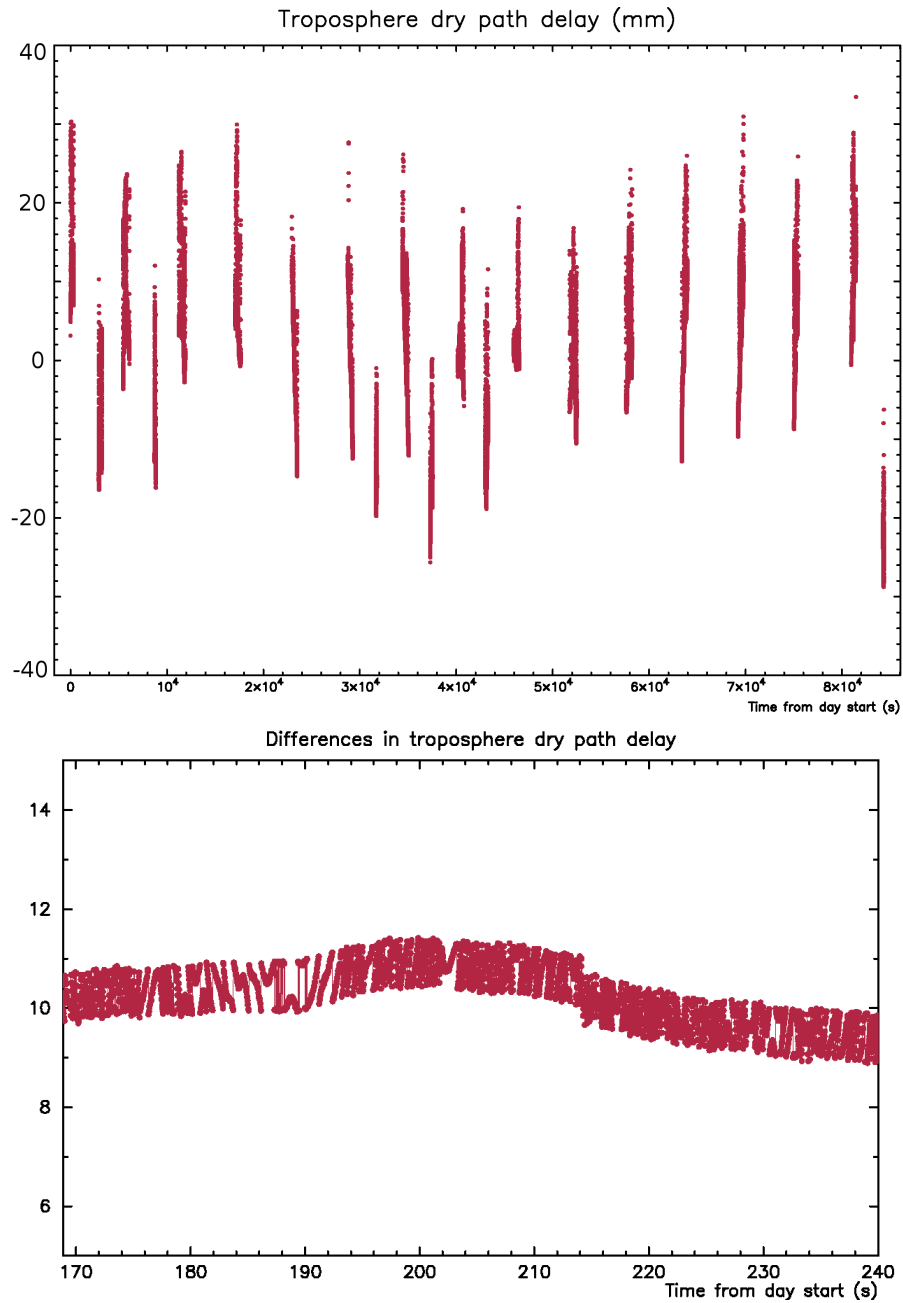 Troposphere dry path delay (mm)
40
20
0
-20
-40
0 10⁴ 2×10⁴ 3×10⁴ 4×10⁴ 5×10⁴ 6×10⁴ 7×10⁴ 8×10⁴
Time from day start (s)
Differences in troposphere dry path delay
14
12
10
8
6
170 180 190 200 210 220 230 240
Time from day start (s)